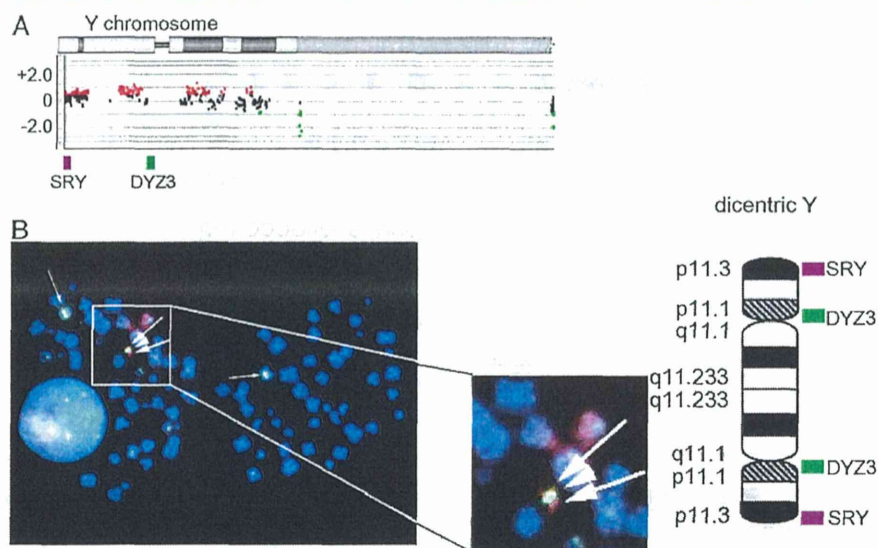 A
Y chromosome
+2.0
0
-2.0
SRY
DYZ3
B
dicentric Y
p11.3
SRY
p11.1
DYZ3
q11.1
q11.233
q11.233
q11.1
DYZ3
p11.1
p11.3
SRY